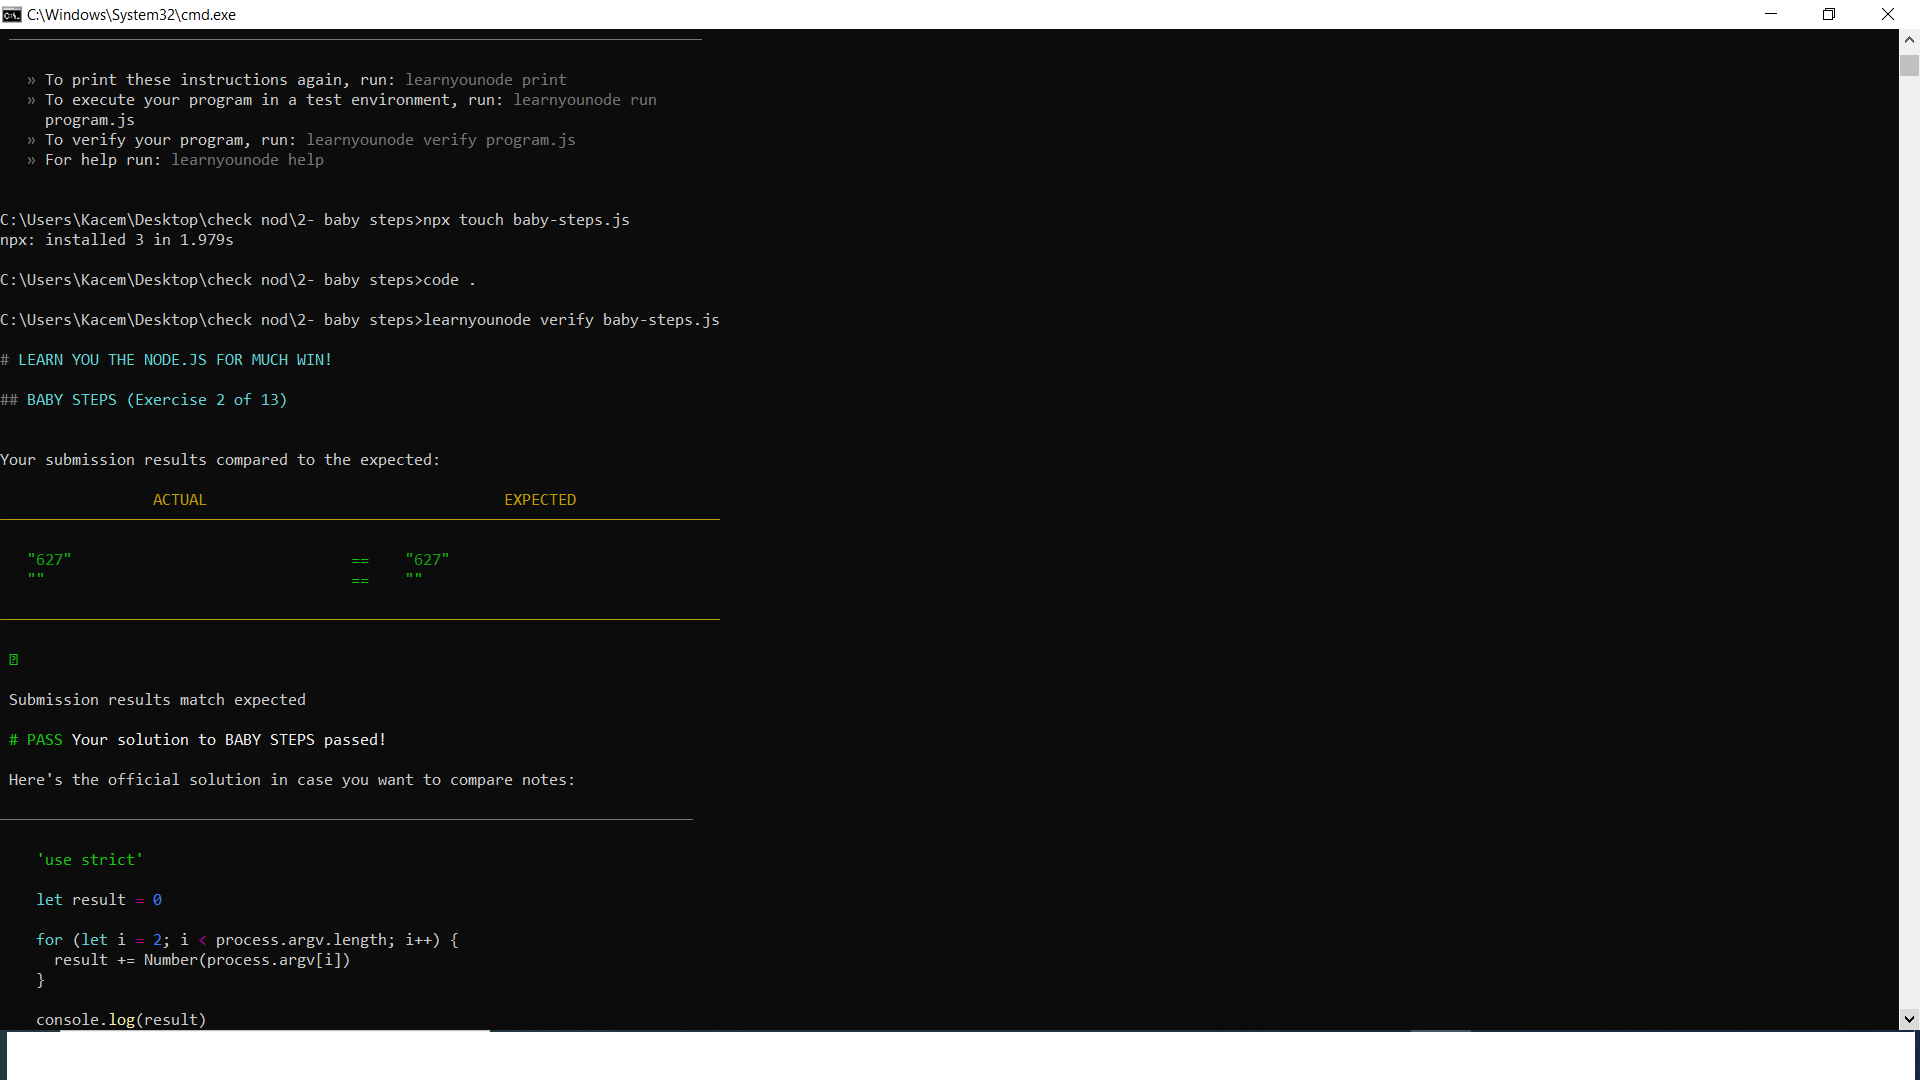 C:\Windows\System32\cmd.exe
» To print these instructions again, run: learnyounode print
» To execute your program in a test environment, run: learnyounode run
program.js
» To verify your program, run: learnyounode verify program.js
» For help run: learnyounode help
C:\Users\Kacem\Desktop\check nod\2- baby steps>npx touch baby-steps.js
npx: installed 3 in 1.979s
C:\Users\Kacem\Desktop\check nod\2- baby steps>code .
C:\Users\Kacem\Desktop\check nod\2- baby steps>learnyounode verify baby-steps.js
# LEARN YOU THE NODE.JS FOR MUCH WIN!
## BABY STEPS (Exercise 2 of 13)
Your submission results compared to the expected:
ACTUAL EXPECTED
"627" == "627"
"" == ""
Submission results match expected
# PASS Your solution to BABY STEPS passed!
Here's the official solution in case you want to compare notes:
'use strict'
let result = 0
for (let i = 2; i < process.argv.length; i++) {
result += Number(process.argv[i])
}
console.log(result)